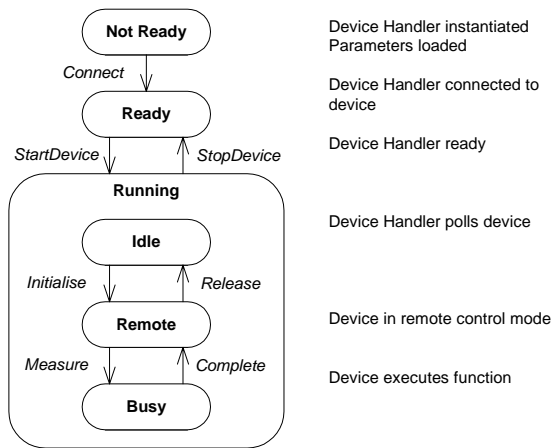 Not Ready
Device Handler instantiated
Parameters loaded
Connect
Device Handler connected to
device
Ready
Device Handler ready
StartDevice
StopDevice
Running
Device Handler polls device
Idle
Initialise
Release
Remote
Device in remote control mode
Measure
Complete
Device executes function
Busy